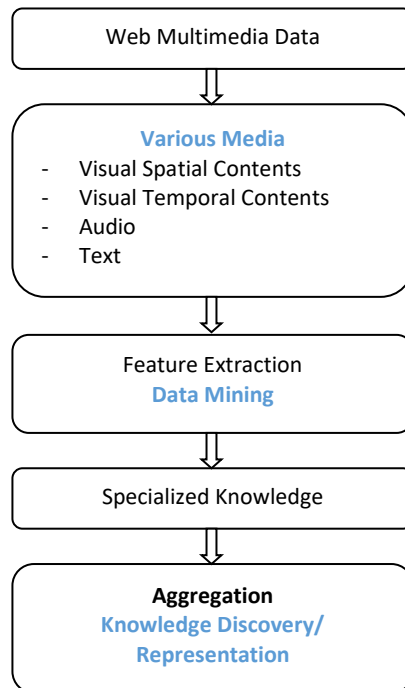 Web Multimedia Data
Various Media
- Visual Spatial Contents
- Visual Temporal Contents
- Audio
- Text
Feature Extraction
Data Mining
Specialized Knowledge
Aggregation
Knowledge Discovery/
Representation